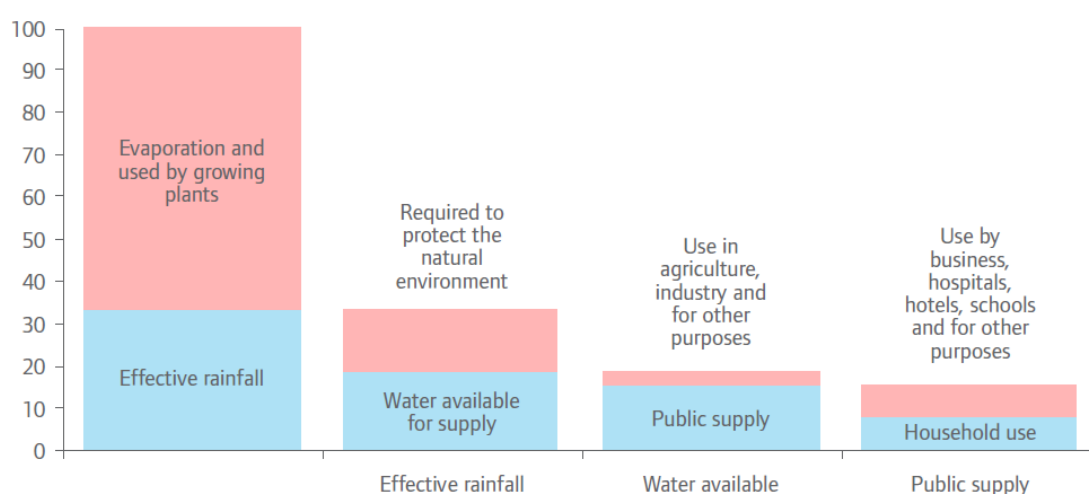 100
90
80
70
60
50
40
30
20
10
0
Evaporation and
used by growing
plants
Effective rainfall
Required to
protect the
natural
environment
Water available
for supply
Use in
agriculture,
industry and
for other
purposes
Public supply
Use by
business,
hospitals,
hotels, schools
and for other
purposes
Household use
Effective rainfall
Water available
Public supply